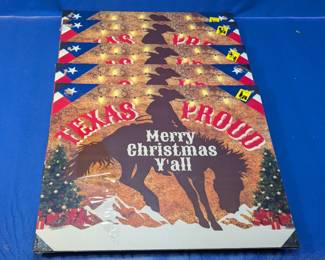 TEXAS PROUD
Merry
Christmas
Y'all